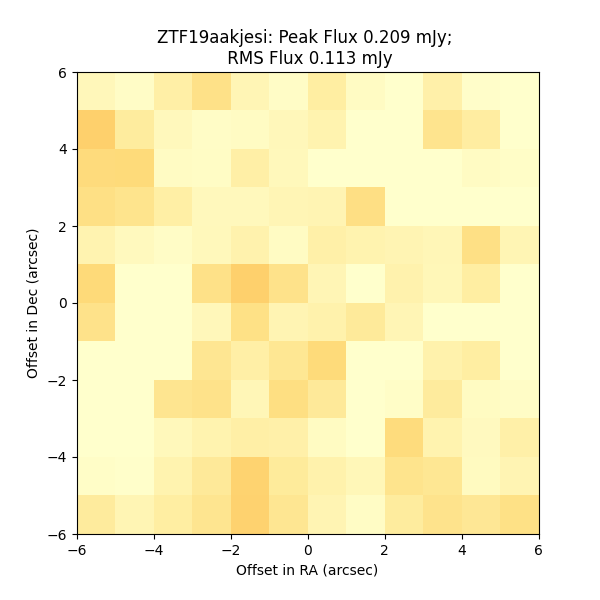 ZTF19aakjesi: Peak Flux 0.209 mJy;
RMS Flux 0.113 mJy
6
4
2
0
−2
−4
−6
Offset in Dec (arcsec)
−6 −4 −2 0 2 4 6
Offset in RA (arcsec)